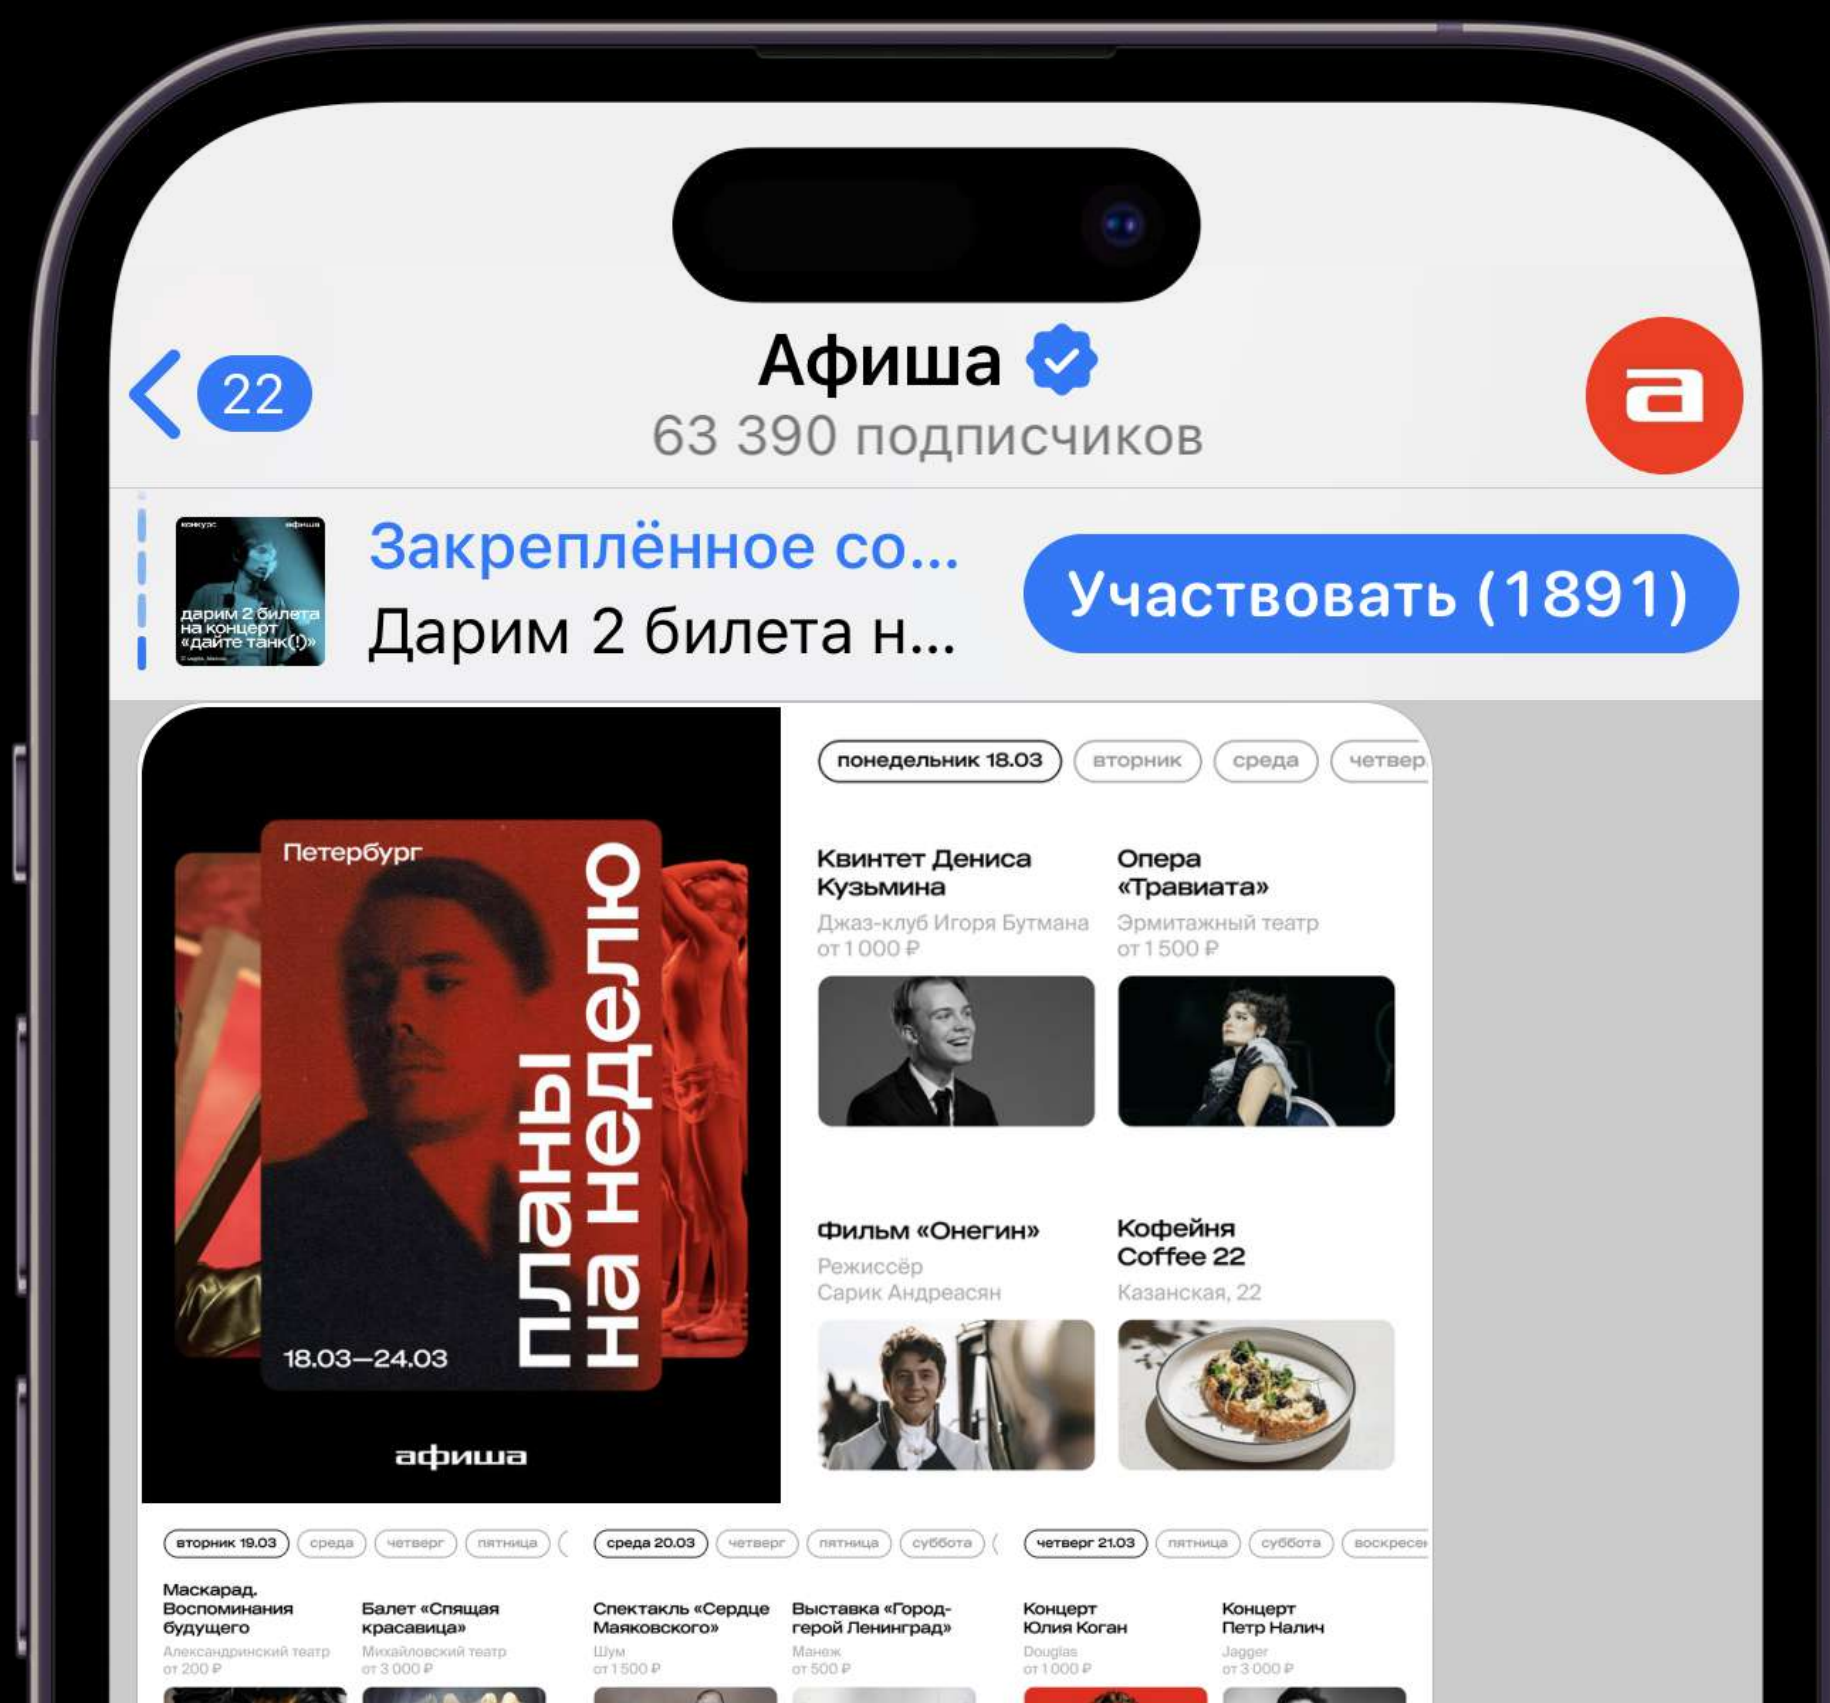 22
Афиша
63 390 подписчиков
a
конкурс
афиша
дарим 2 билета
на концерт
«дайте танк(!)»
Закреплённое со...
Дарим 2 билета н...
Участвовать (1891)
Петербург
планы
на неделю
18.03—24.03
афиша
понедельник 18.03
вторник
среда
четвер
Квинтет Дениса
Кузьмина
Джаз-клуб Игоря Бутмана
от 1 000 ₽
Опера
«Травиата»
Эрмитажный театр
от 1 500 ₽
Фильм «Онегин»
Режиссёр
Сарик Андреасян
Кофейня
Coffee 22
Казанская, 22
вторник 19.03
среда
четверг
пятница
Маскарад.
Воспоминания
будущего
Александринский театр
от 200 ₽
Балет «Спящая
красавица»
Михайловский театр
от 3 000 ₽
среда 20.03
четверг
пятница
суббота
Спектакль «Сердце
Маяковского»
Шум
от 1 500 ₽
Выставка «Город-
герой Ленинград»
Манеж
от 500 ₽
четверг 21.03
пятница
суббота
воскресен
Концерт
Юлия Коган
Douglas
от 1 000 ₽
Концерт
Петр Налич
Jagger
от 3 000 ₽